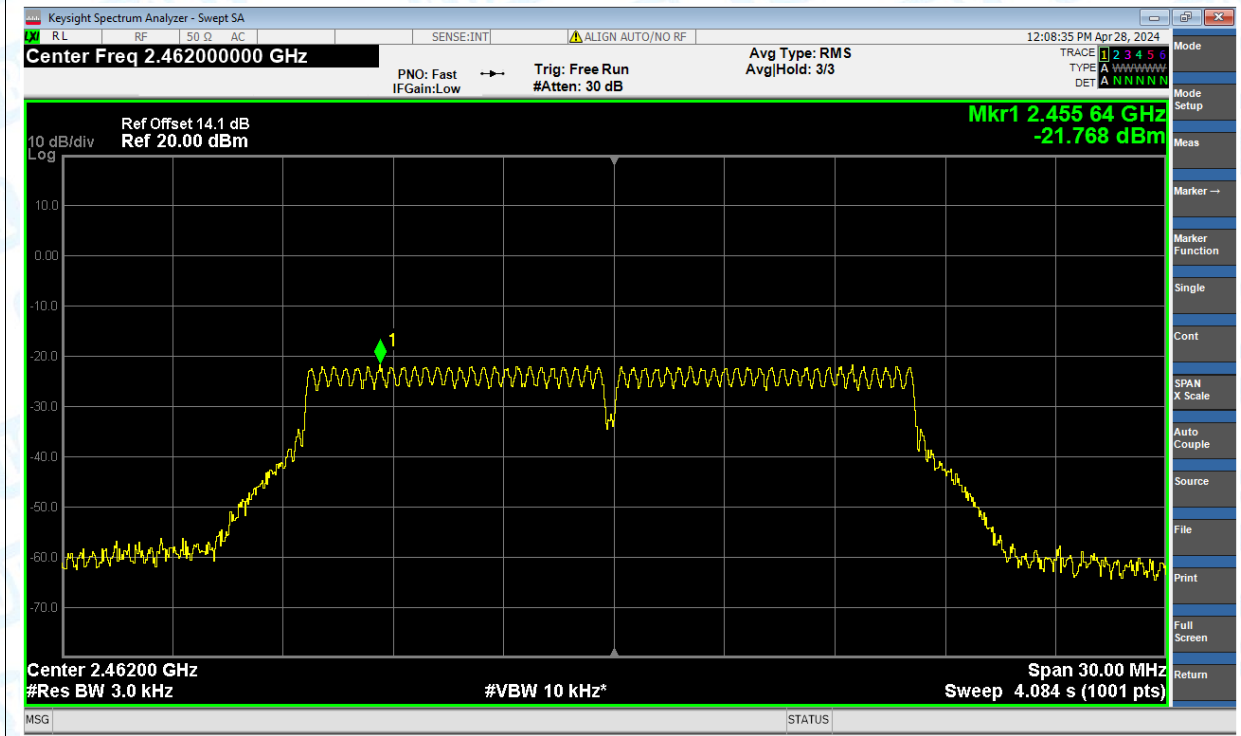 Keysight Spectrum Analyzer - Swept SA
LXI RL RF 50 Ω AC SENSE:INT ALIGN AUTO/NO RF 12:08:35 PM Apr 28, 2024
Center Freq 2.462000000 GHz
PNO: Fast
IFGain:Low
Trig: Free Run
#Atten: 30 dB
Avg Type: RMS
Avg|Hold: 3/3
TRACE 1 2 3 4 5 6
TYPE A WWWWW
DET A N N N N N
Mkr1 2.455 64 GHz
-21.768 dBm
Ref Offset 14.1 dB
10 dB/div Ref 20.00 dBm
Log
10.0
0.00
-10.0
-20.0
-30.0
-40.0
-50.0
-60.0
-70.0
1
Center 2.46200 GHz Span 30.00 MHz
#Res BW 3.0 kHz #VBW 10 kHz* Sweep 4.084 s (1001 pts)
MSG STATUS
Mode
Mode
Setup
Meas
Marker →
Marker
Function
Single
Cont
SPAN
X Scale
Auto
Couple
Source
File
Print
Full
Screen
Return